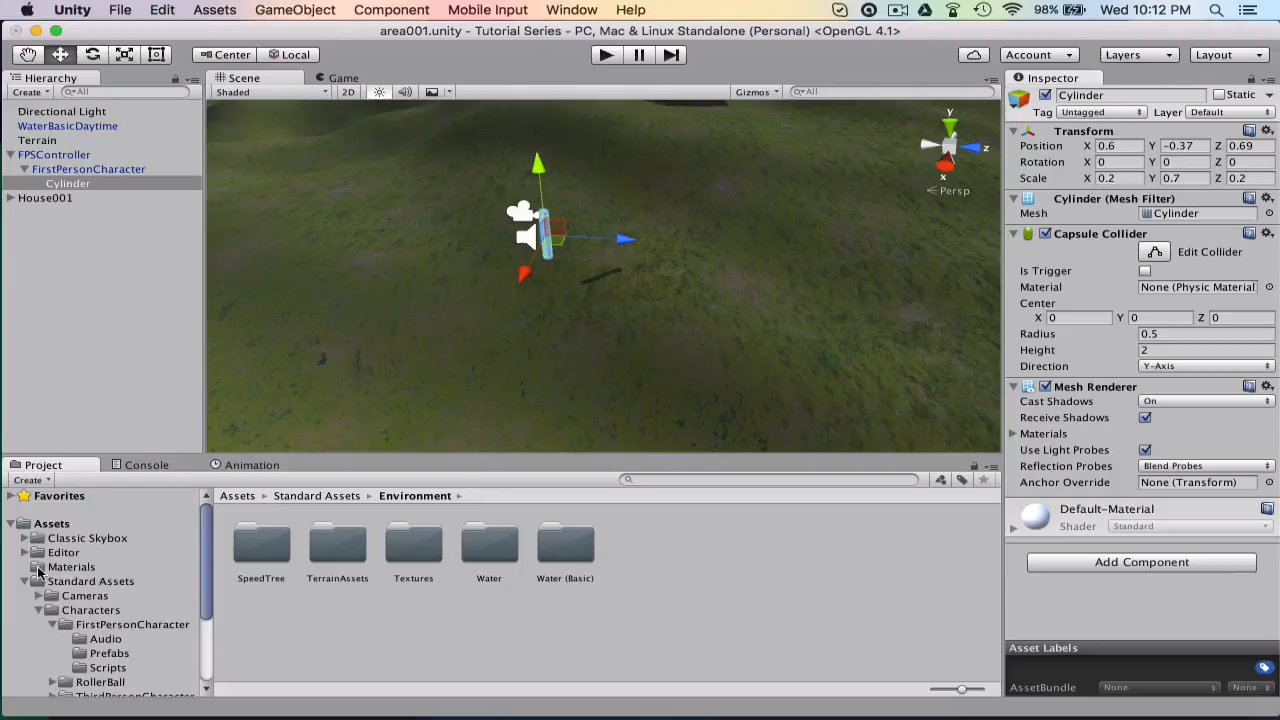 Unity File Edit Assets GameObject Component Mobile Input Window Help 98% Wed 10:12 PM
area001.unity - Tutorial Series - PC, Mac & Linux Standalone (Personal) <OpenGL 4.1>
Center Local Account Layers Layout
Hierarchy
Create All
Directional Light
WaterBasicDaytime
Terrain
FPSController
FirstPersonCharacter
Cylinder
House001
Scene Game
Shaded 2D Gizmos All
y
z
x
Persp
Inspector
Cylinder Static
Tag Untagged Layer Default
Transform
Position X 0.6 Y -0.37 Z 0.69
Rotation X 0 Y 0 Z 0
Scale X 0.2 Y 0.7 Z 0.2
Cylinder (Mesh Filter)
Mesh Cylinder
Capsule Collider
Edit Collider
Is Trigger
Material None (Physic Material
Center
X 0 Y 0 Z 0
Radius 0.5
Height 2
Direction Y-Axis
Mesh Renderer
Cast Shadows On
Receive Shadows
Materials
Use Light Probes
Reflection Probes Blend Probes
Anchor Override None (Transform)
Default-Material
Shader Standard
Add Component
Asset Labels
AssetBundle None None
Project Console Animation
Create
Favorites
Assets
Classic Skybox
Editor
Materials
Standard Assets
Cameras
Characters
FirstPersonCharacter
Audio
Prefabs
Scripts
RollerBall
ThirdPersonCharacter
Assets Standard Assets Environment
SpeedTree TerrainAssets Textures Water Water (Basic)